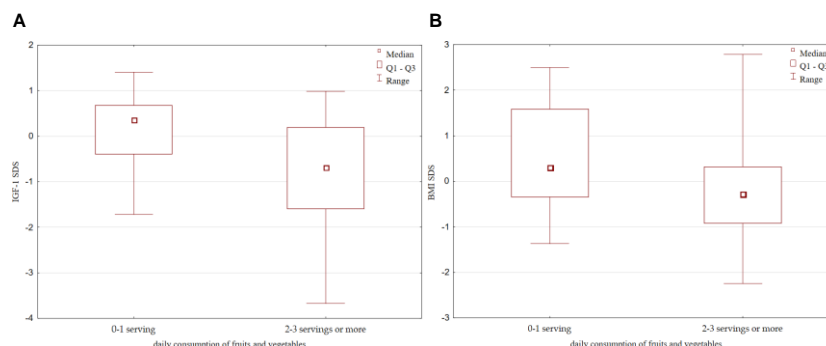 A
Median
Q1 - Q3
Range
2
1
0
-1
-2
-3
-4
IGF-1 SDS
0-1 serving
2-3 servings or more
daily consumption of fruits and vegetables
B
Median
Q1 - Q3
Range
3
2
1
0
-1
-2
-3
BMI SDS
0-1 serving
2-3 servings or more
daily consumption of fruits and vegetables